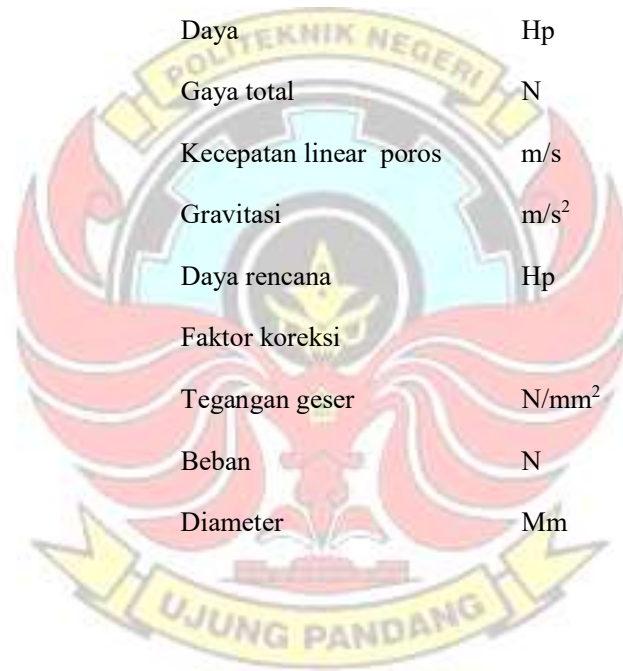 POLITEKNIK NEGERI
Daya Hp
Gaya total N
Kecepatan linear poros m/s
Gravitasi m/s²
Daya rencana Hp
Faktor koreksi
Tegangan geser N/mm²
Beban N
Diameter Mm
UJUNG PANDANG